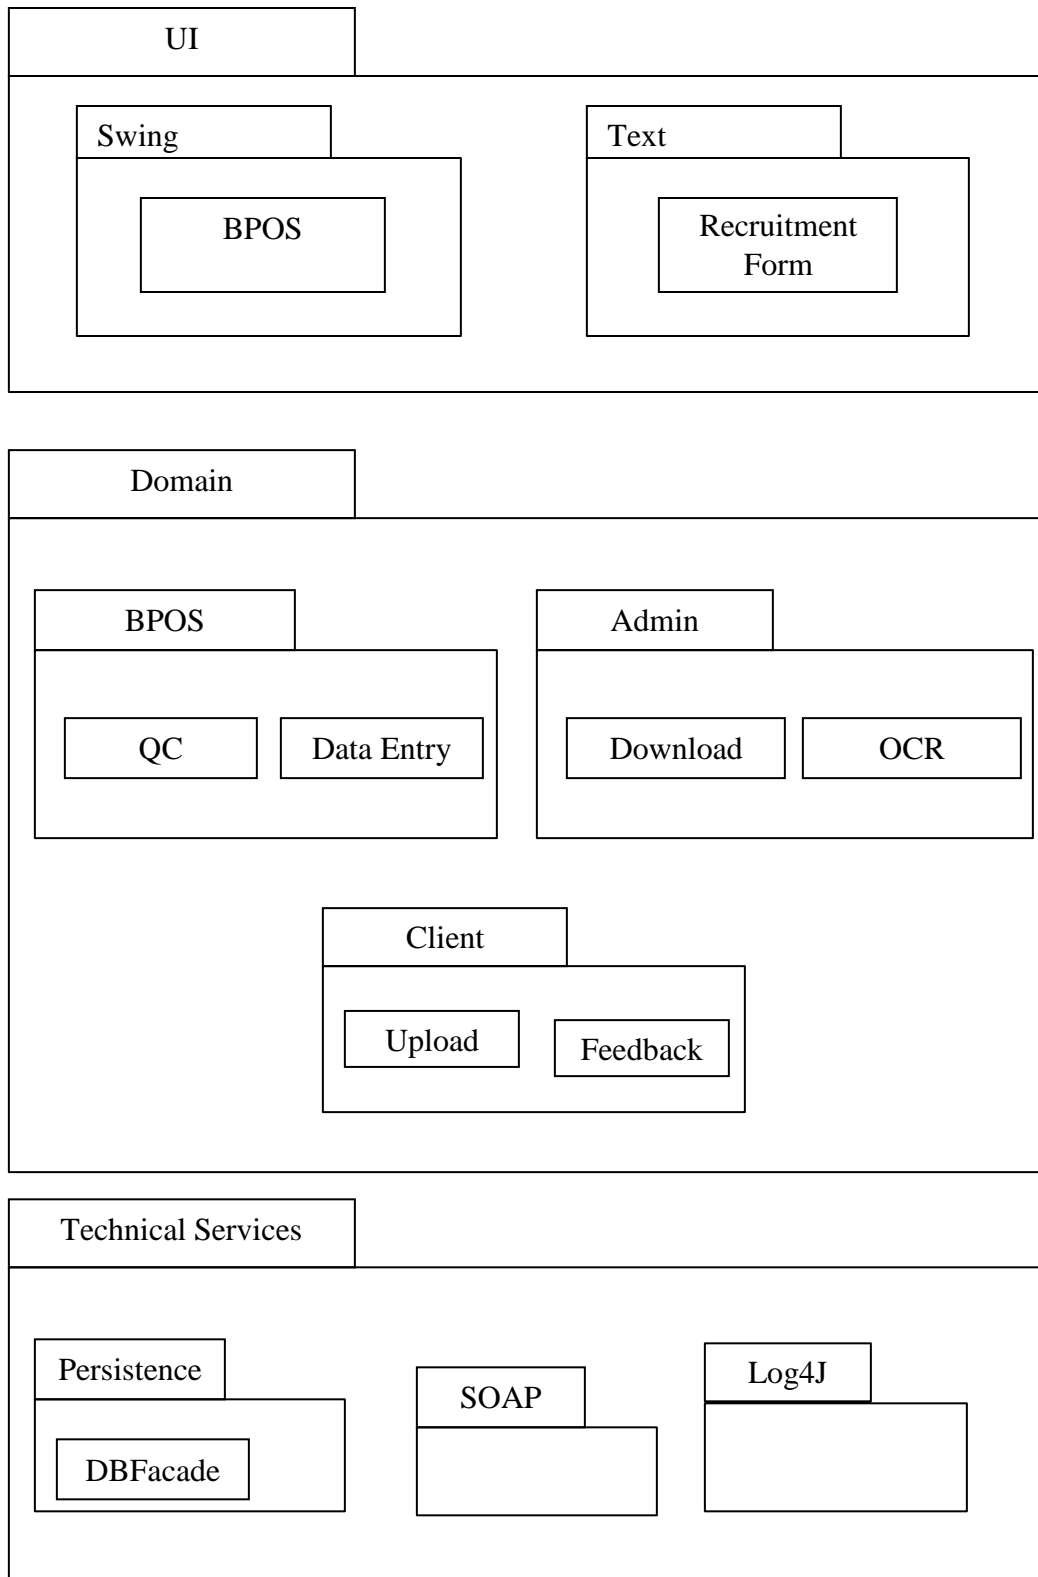 UI
Swing
Text
BPOS
Recruitment
Form
Domain
BPOS
Admin
QC
Data Entry
Download
OCR
Client
Upload
Feedback
Technical Services
Persistence
SOAP
Log4J
DBFacade